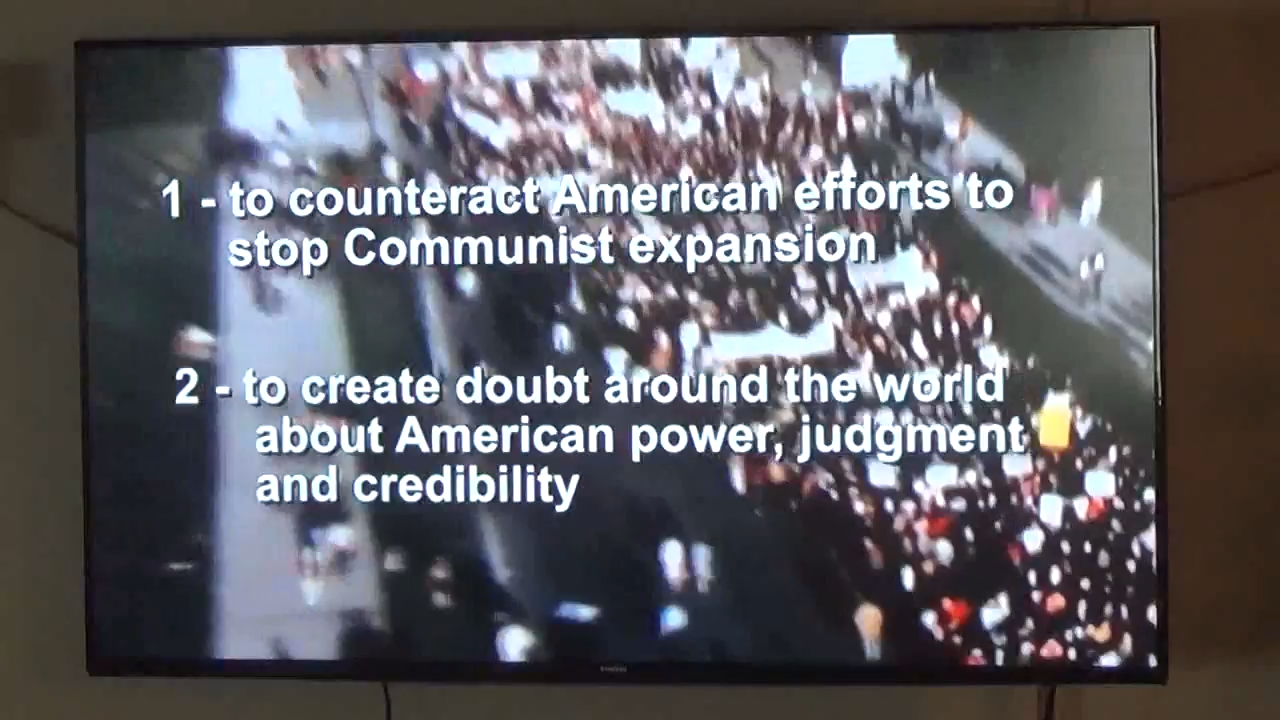 1 - to counteract American efforts to
stop Communist expansion
2 - to create doubt around the world
about American power, judgment
and credibility
SAMSUNG